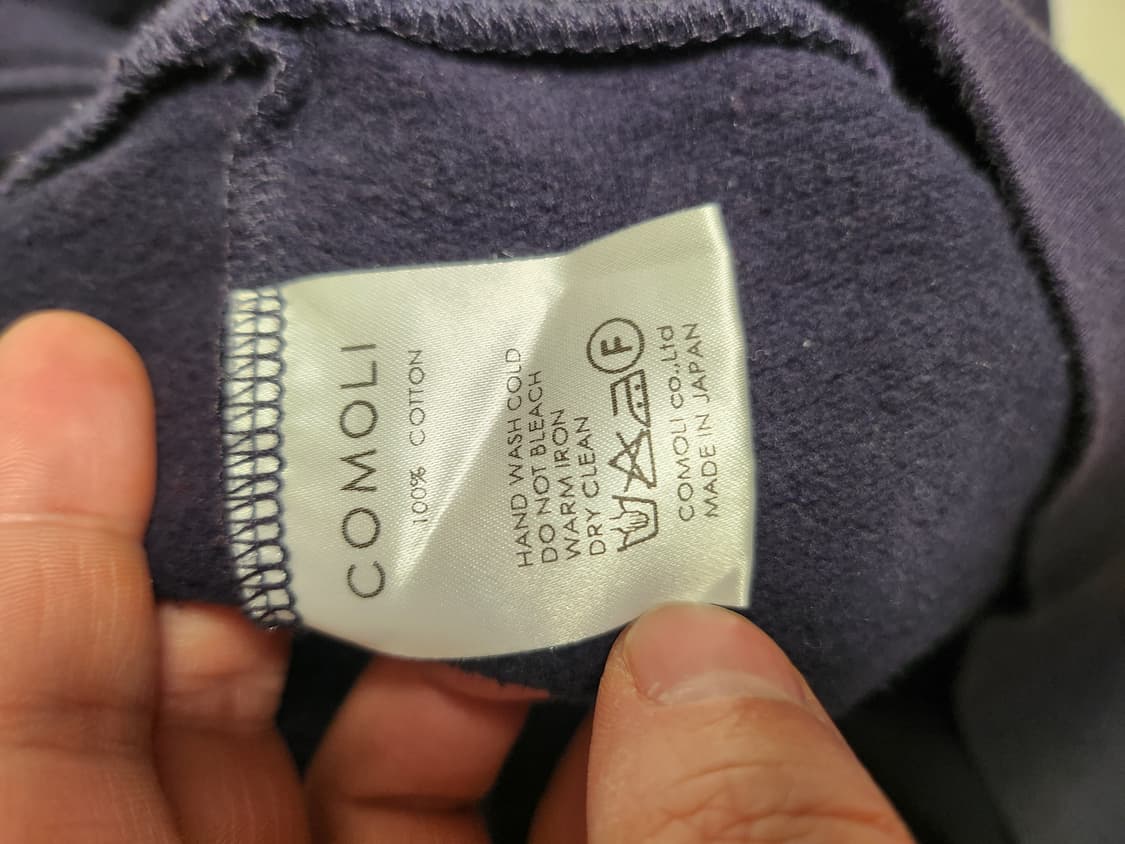 COMOLI
100% COTTON
HAND WASH COLD
DO NOT BLEACH
WARM IRON
DRY CLEAN
F
COMOLI co.,Ltd
MADE IN JAPAN